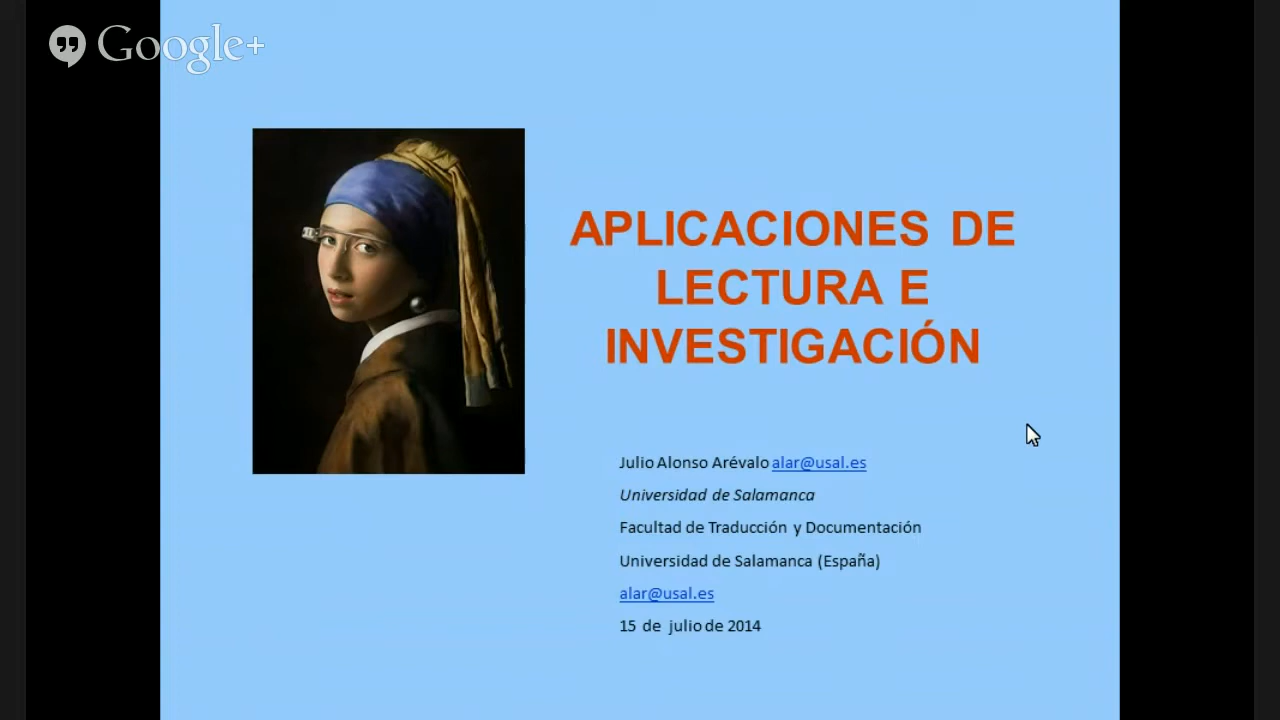 Google+
APLICACIONES DE
LECTURA E
INVESTIGACIÓN
Julio Alonso Arévalo alar@usal.es
Universidad de Salamanca
Facultad de Traducción y Documentación
Universidad de Salamanca (España)
alar@usal.es
15 de julio de 2014